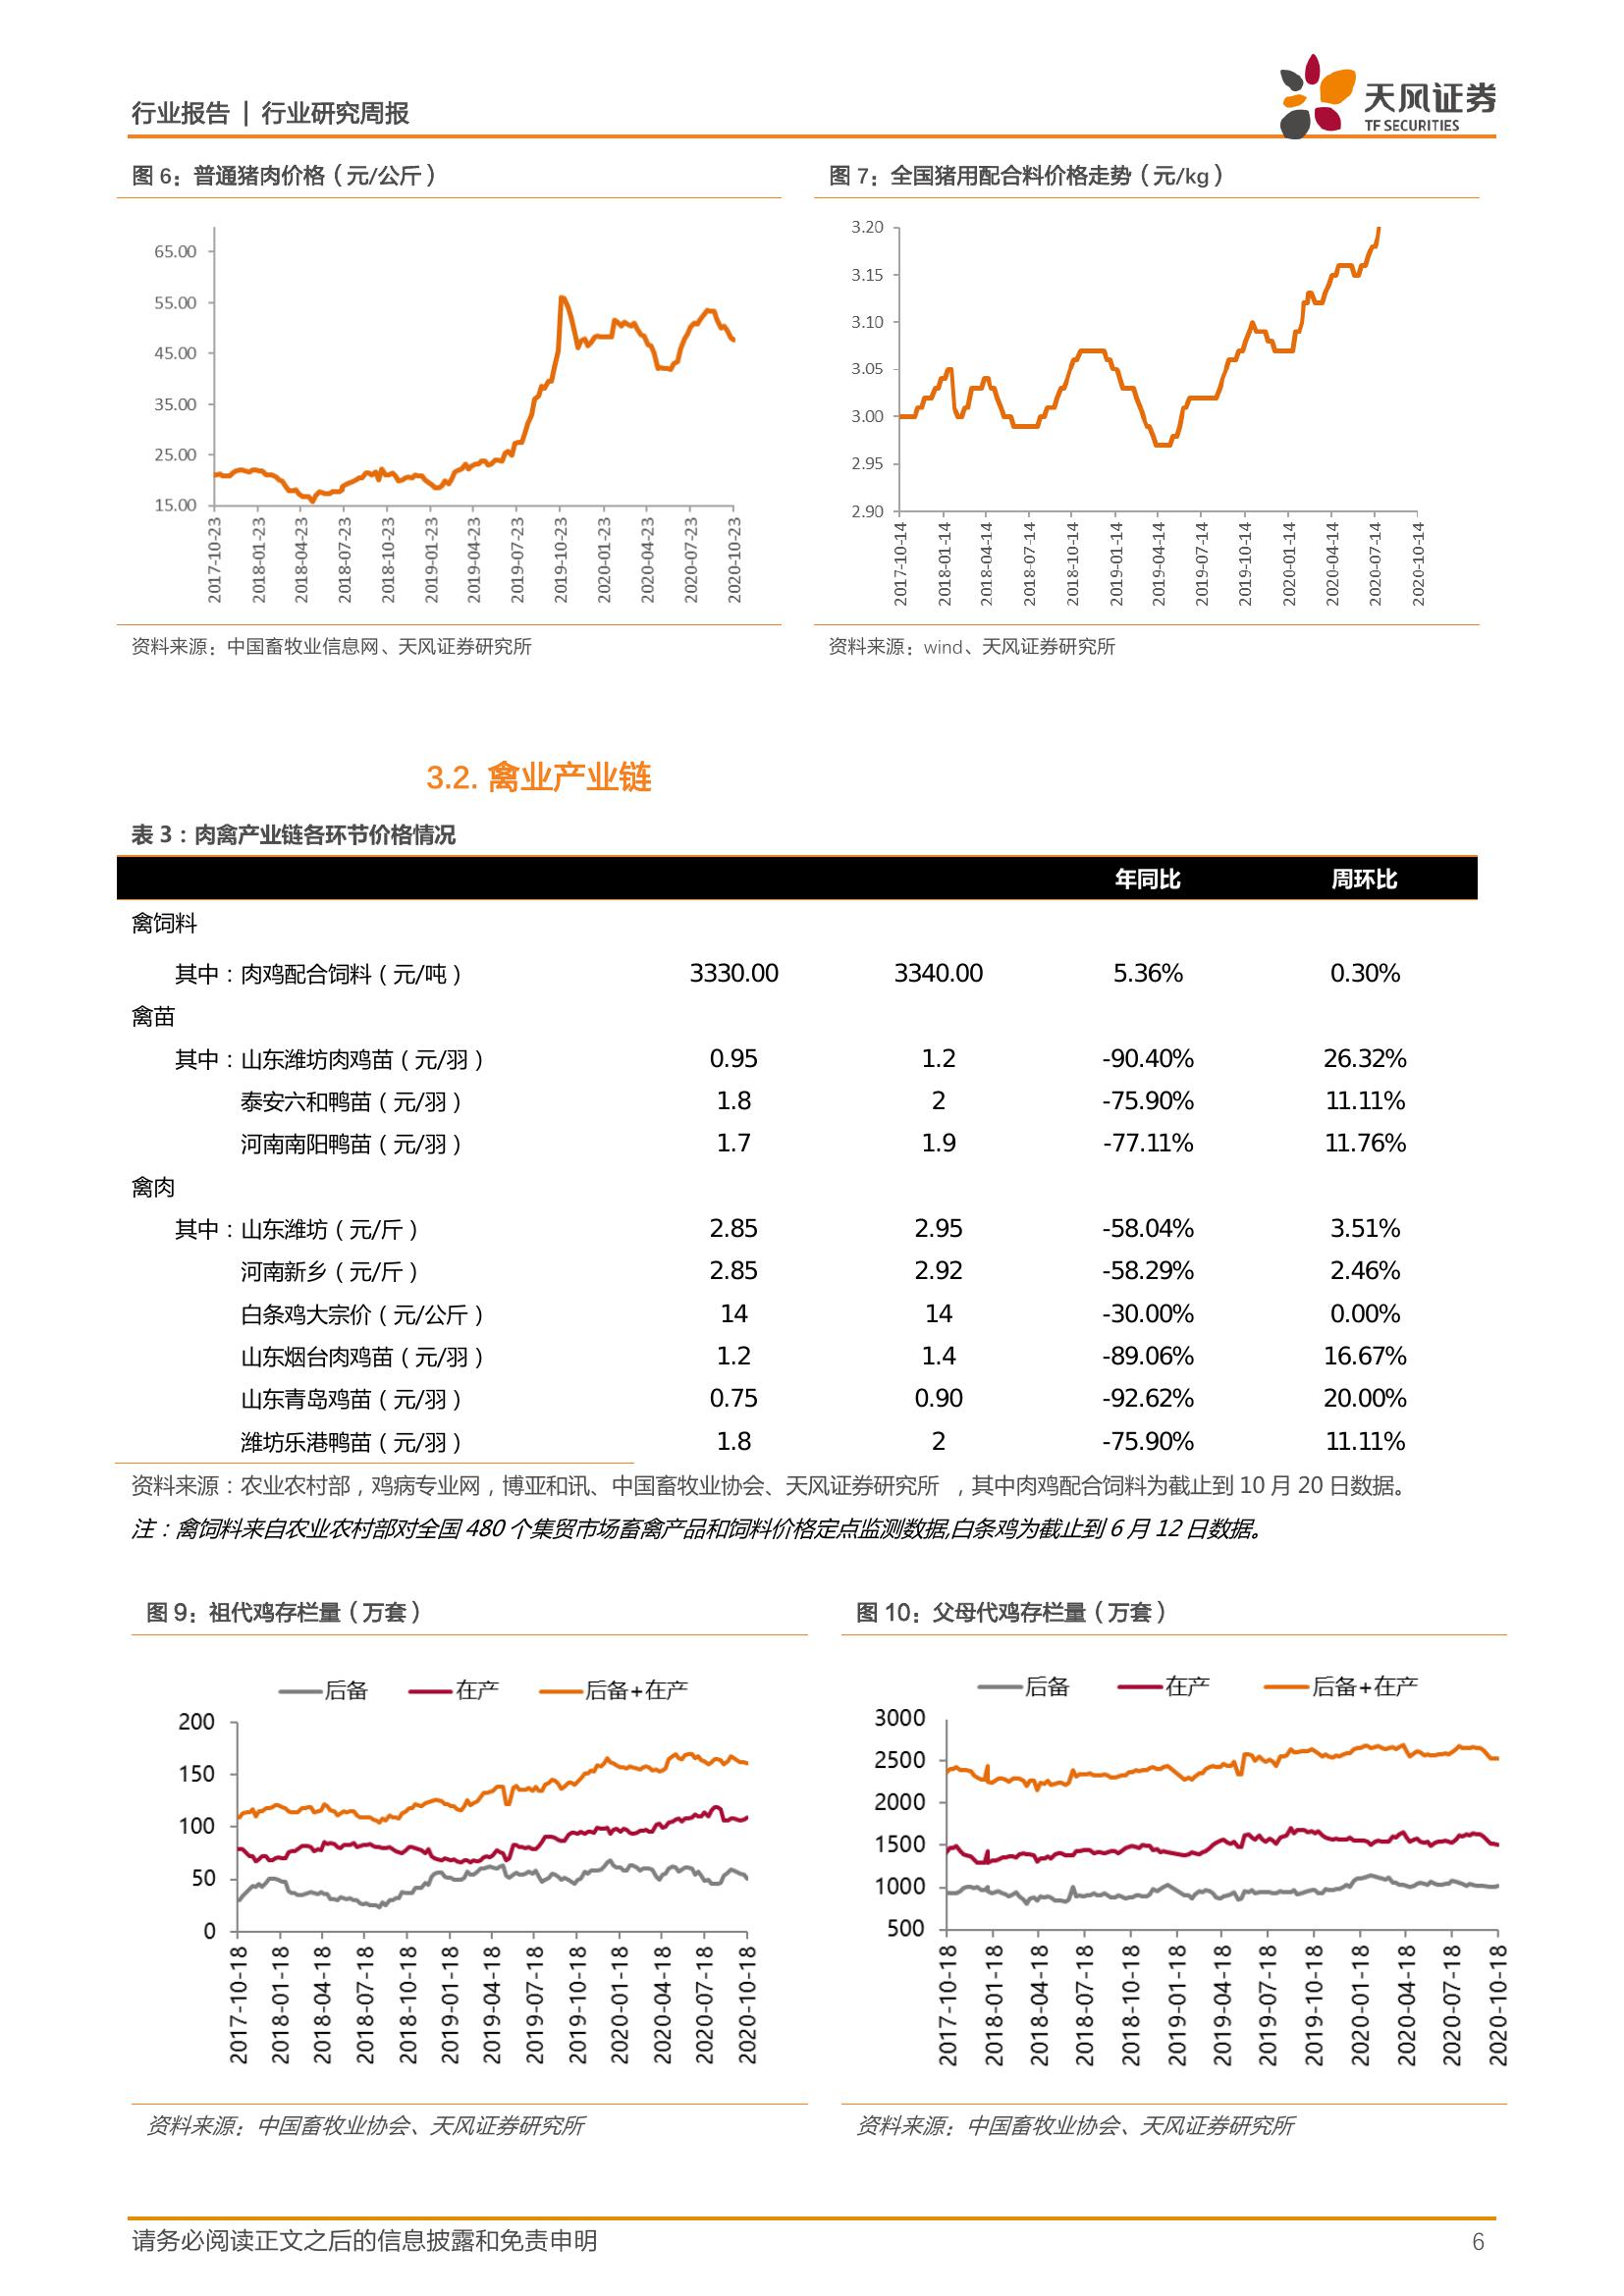 行业报告 | 行业研究周报
天风证券
TF SECURITIES
图 6：普通猪肉价格（元/公斤）
65.00
55.00
45.00
35.00
25.00
15.00
2017-10-23
2018-01-23
2018-04-23
2018-07-23
2018-10-23
2019-01-23
2019-04-23
2019-07-23
2019-10-23
2020-01-23
2020-04-23
2020-07-23
2020-10-23
资料来源：中国畜牧业信息网、天风证券研究所
图 7：全国猪用配合料价格走势（元/kg）
3.20
3.15
3.10
3.05
3.00
2.95
2.90
2017-10-14
2018-01-14
2018-04-14
2018-07-14
2018-10-14
2019-01-14
2019-04-14
2019-07-14
2019-10-14
2020-01-14
2020-04-14
2020-07-14
2020-10-14
资料来源：wind、天风证券研究所
3.2. 禽业产业链
表 3：肉禽产业链各环节价格情况
年同比 周环比
禽饲料
其中：肉鸡配合饲料（元/吨） 3330.00 3340.00 5.36% 0.30%
禽苗
其中：山东潍坊肉鸡苗（元/羽） 0.95 1.2 -90.40% 26.32%
泰安六和鸭苗（元/羽） 1.8 2 -75.90% 11.11%
河南南阳鸭苗（元/羽） 1.7 1.9 -77.11% 11.76%
禽肉
其中：山东潍坊（元/斤） 2.85 2.95 -58.04% 3.51%
河南新乡（元/斤） 2.85 2.92 -58.29% 2.46%
白条鸡大宗价（元/公斤） 14 14 -30.00% 0.00%
山东烟台肉鸡苗（元/羽） 1.2 1.4 -89.06% 16.67%
山东青岛鸡苗（元/羽） 0.75 0.90 -92.62% 20.00%
潍坊乐港鸭苗（元/羽） 1.8 2 -75.90% 11.11%
资料来源：农业农村部，鸡病专业网，博亚和讯、中国畜牧业协会、天风证券研究所 ，其中肉鸡配合饲料为截止到 10 月 20 日数据。
注：禽饲料来自农业农村部对全国 480 个集贸市场畜禽产品和饲料价格定点监测数据,白条鸡为截止到 6 月 12 日数据。
图 9：祖代鸡存栏量（万套）
后备 在产 后备+在产
200
150
100
50
0
2017-10-18
2018-01-18
2018-04-18
2018-07-18
2018-10-18
2019-01-18
2019-04-18
2019-07-18
2019-10-18
2020-01-18
2020-04-18
2020-07-18
2020-10-18
资料来源：中国畜牧业协会、天风证券研究所
图 10：父母代鸡存栏量（万套）
后备 在产 后备+在产
3000
2500
2000
1500
1000
500
2017-10-18
2018-01-18
2018-04-18
2018-07-18
2018-10-18
2019-01-18
2019-04-18
2019-07-18
2019-10-18
2020-01-18
2020-04-18
2020-07-18
2020-10-18
资料来源：中国畜牧业协会、天风证券研究所
请务必阅读正文之后的信息披露和免责申明 6